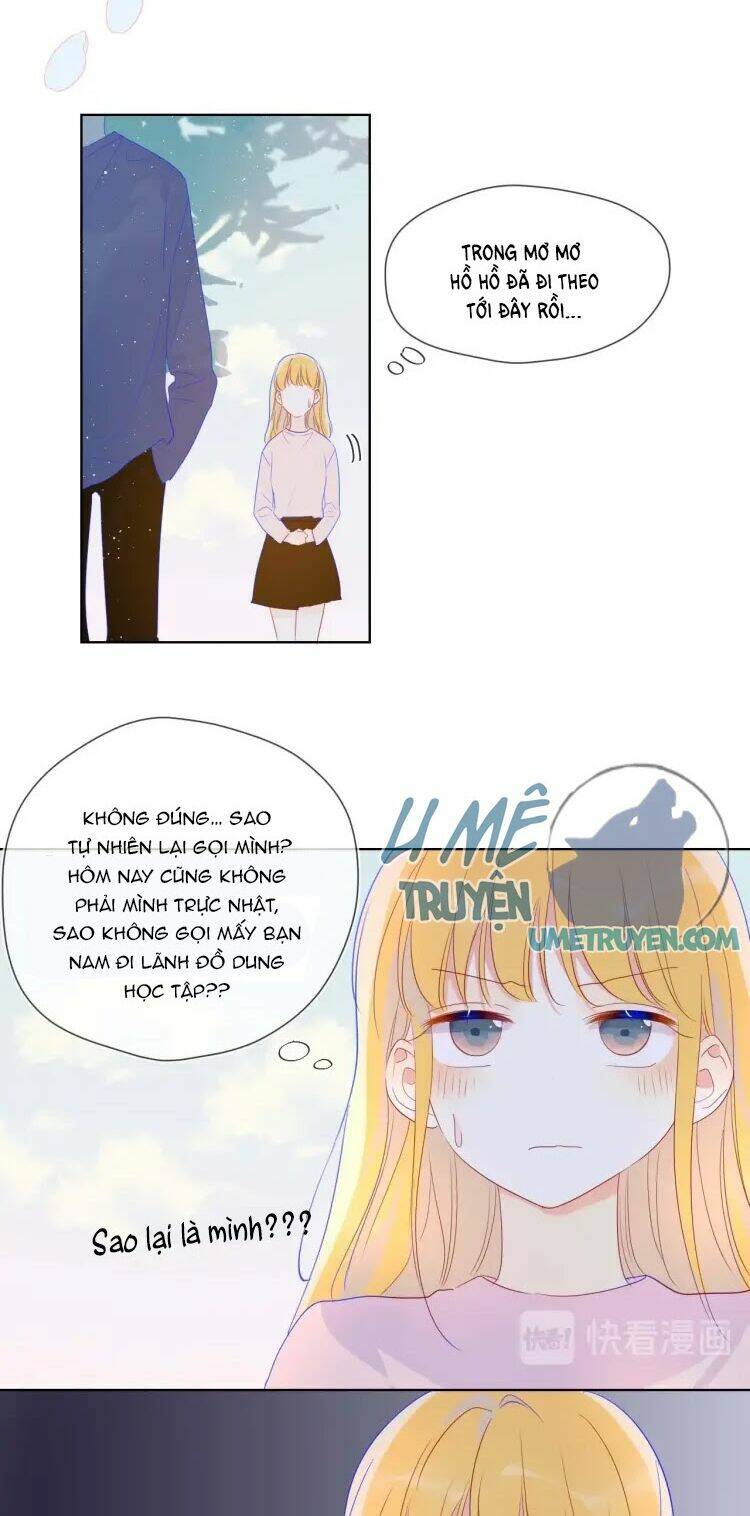 TRONG MƠ MƠ
HỒ HỒ ĐÃ ĐI THEO
TỚI ĐÂY RỒI...
KHÔNG ĐÚNG... SAO
TỰ NHIÊN LẠI GỌI MÌNH?
HÔM NAY CŨNG KHÔNG
PHẢI MÌNH TRỰC NHẬT,
SAO KHÔNG GỌI MẤY BẠN
NAM ĐI LÃNH ĐỒ DUNG
HỌC TẬP??
U MÊ
TRUYỆN
UMETRUYEN.COM
Sao lại là mình???
快看! 快看漫画